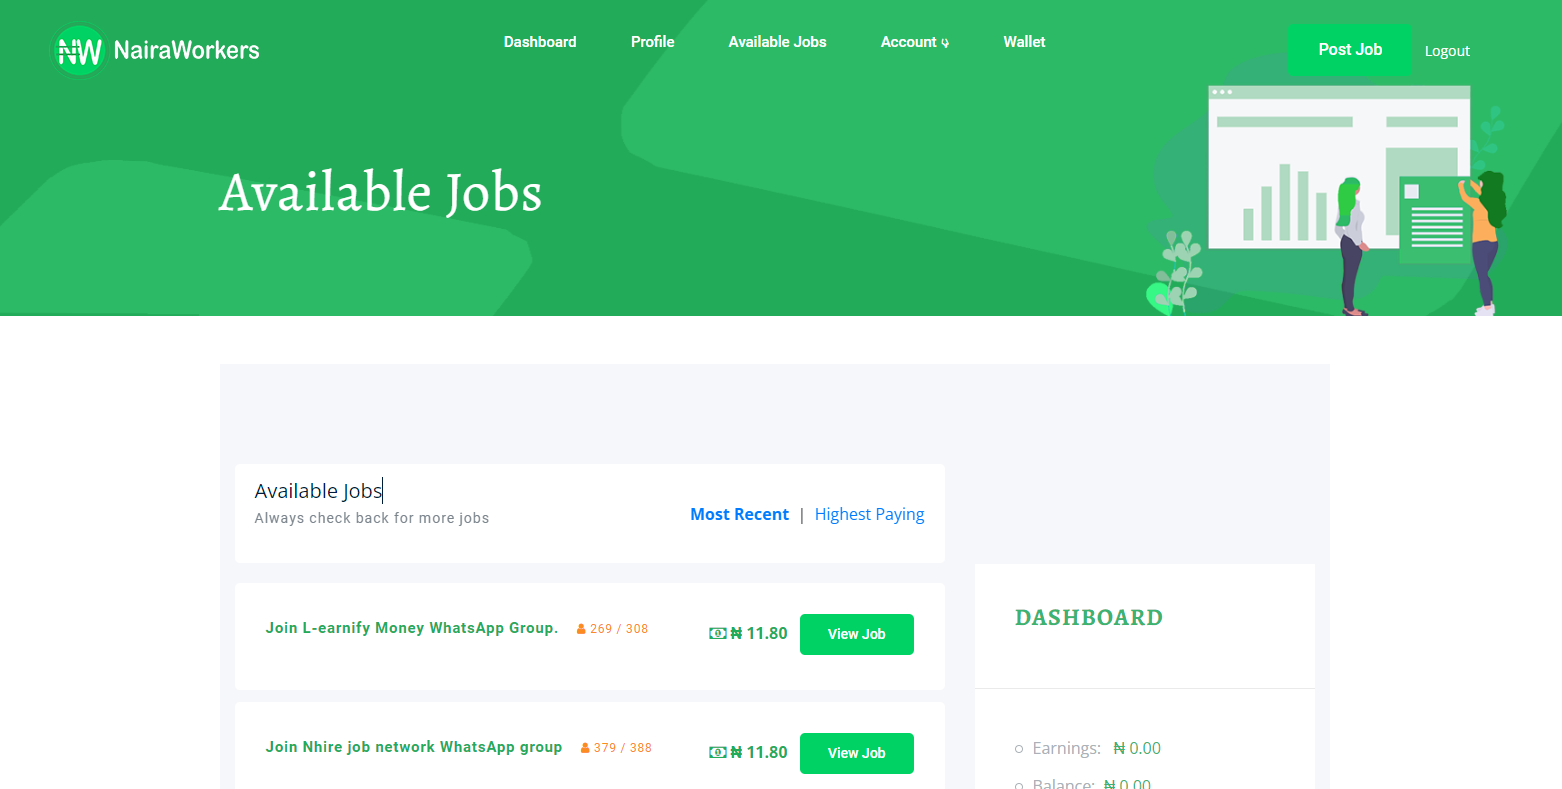 NW NairaWorkers
Dashboard Profile Available Jobs Account Wallet
Post Job Logout
Available Jobs
Available Jobs
Always check back for more jobs
Most Recent | Highest Paying
Join L-earnify Money WhatsApp Group. 269 / 308 ₦ 11.80 View Job
Join Nhire job network WhatsApp group 379 / 388 ₦ 11.80 View Job
DASHBOARD
Earnings: ₦ 0.00
Balance: ₦ 0.00